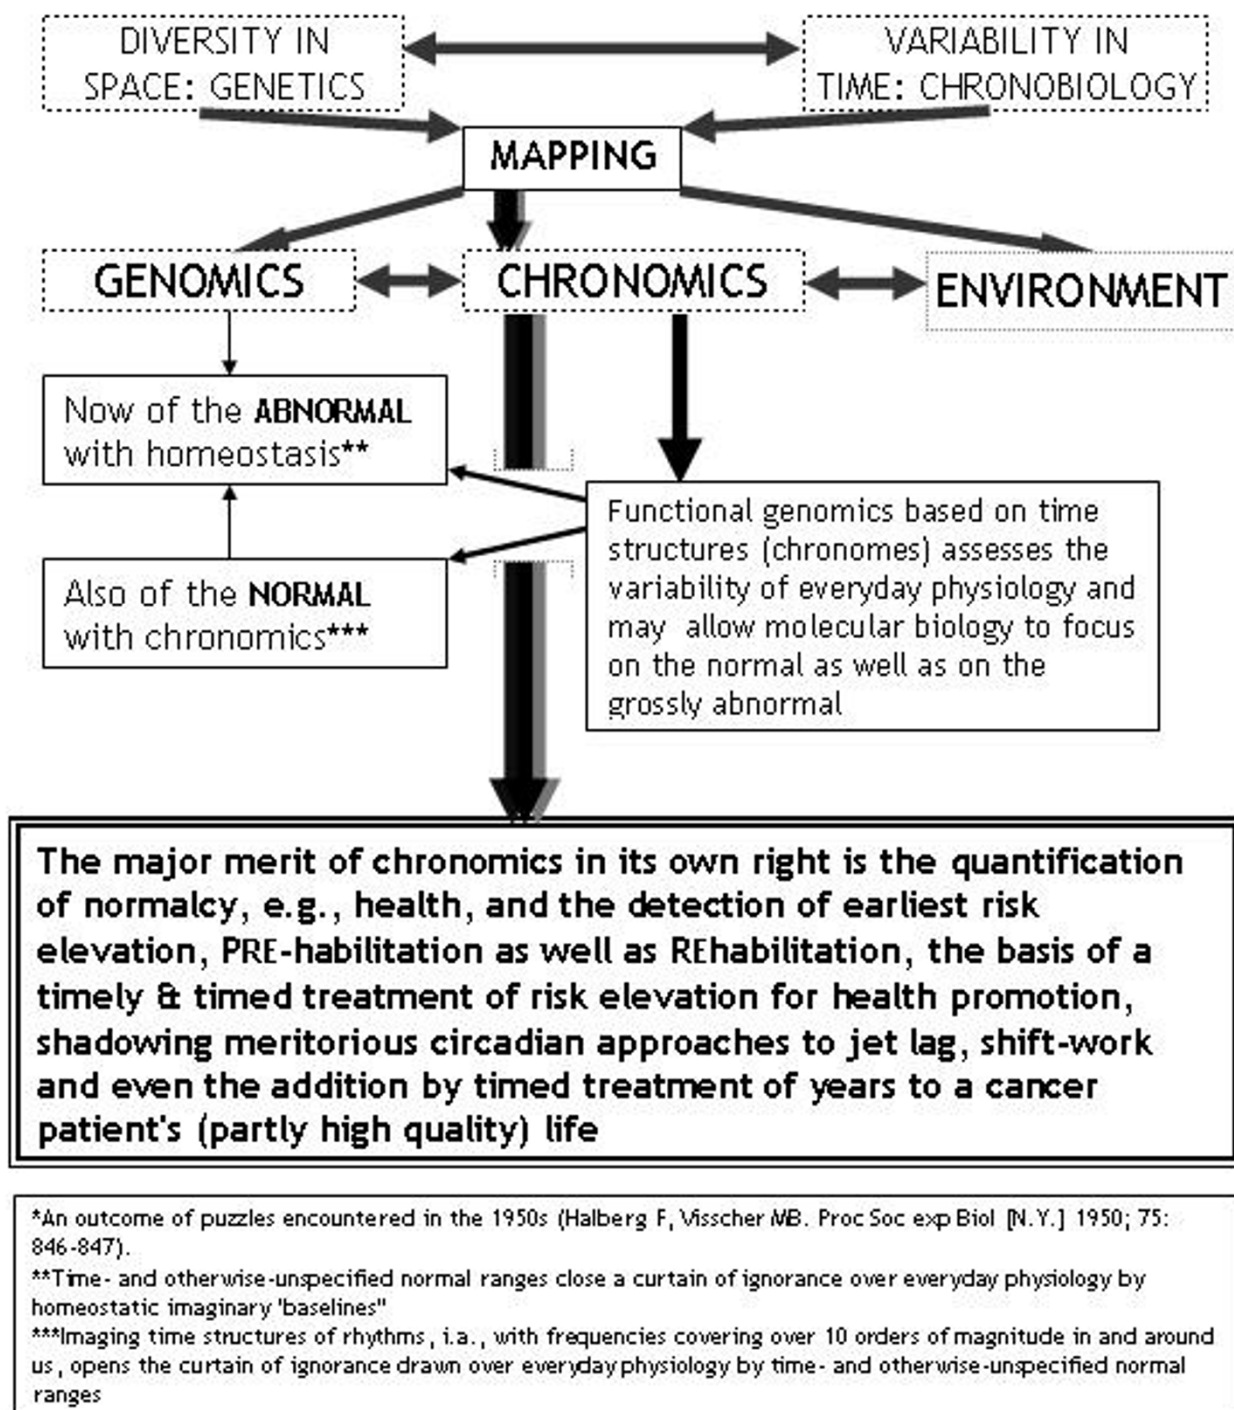 DIVERSITY IN
SPACE: GENETICS
VARIABILITY IN
TIME: CHRONOBIOLOGY
MAPPING
GENOMICS
CHRONOMICS
ENVIRONMENT
Now of the ABNORMAL
with homeostasis**
Also of the NORMAL
with chronomics***
Functional genomics based on time
structures (chronomes) assesses the
variability of everyday physiology and
may allow molecular biology to focus
on the normal as well as on the
grossly abnormal
The major merit of chronomics in its own right is the quantification
of normalcy, e.g., health, and the detection of earliest risk
elevation, PRE-habilitation as well as REhabilitation, the basis of a
timely & timed treatment of risk elevation for health promotion,
shadowing meritorious circadian approaches to jet lag, shift-work
and even the addition by timed treatment of years to a cancer
patient's (partly high quality) life
*An outcome of puzzles encountered in the 1950s (Halberg F, Visscher MB. Proc Soc exp Biol [N.Y.] 1950; 75:
846-847).
**Time- and otherwise-unspecified normal ranges close a curtain of ignorance over everyday physiology by
homeostatic imaginary 'baselines"
***Imaging time structures of rhythms, i.a., with frequencies covering over 10 orders of magnitude in and around
us, opens the curtain of ignorance drawn over everyday physiology by time- and otherwise-unspecified normal
ranges